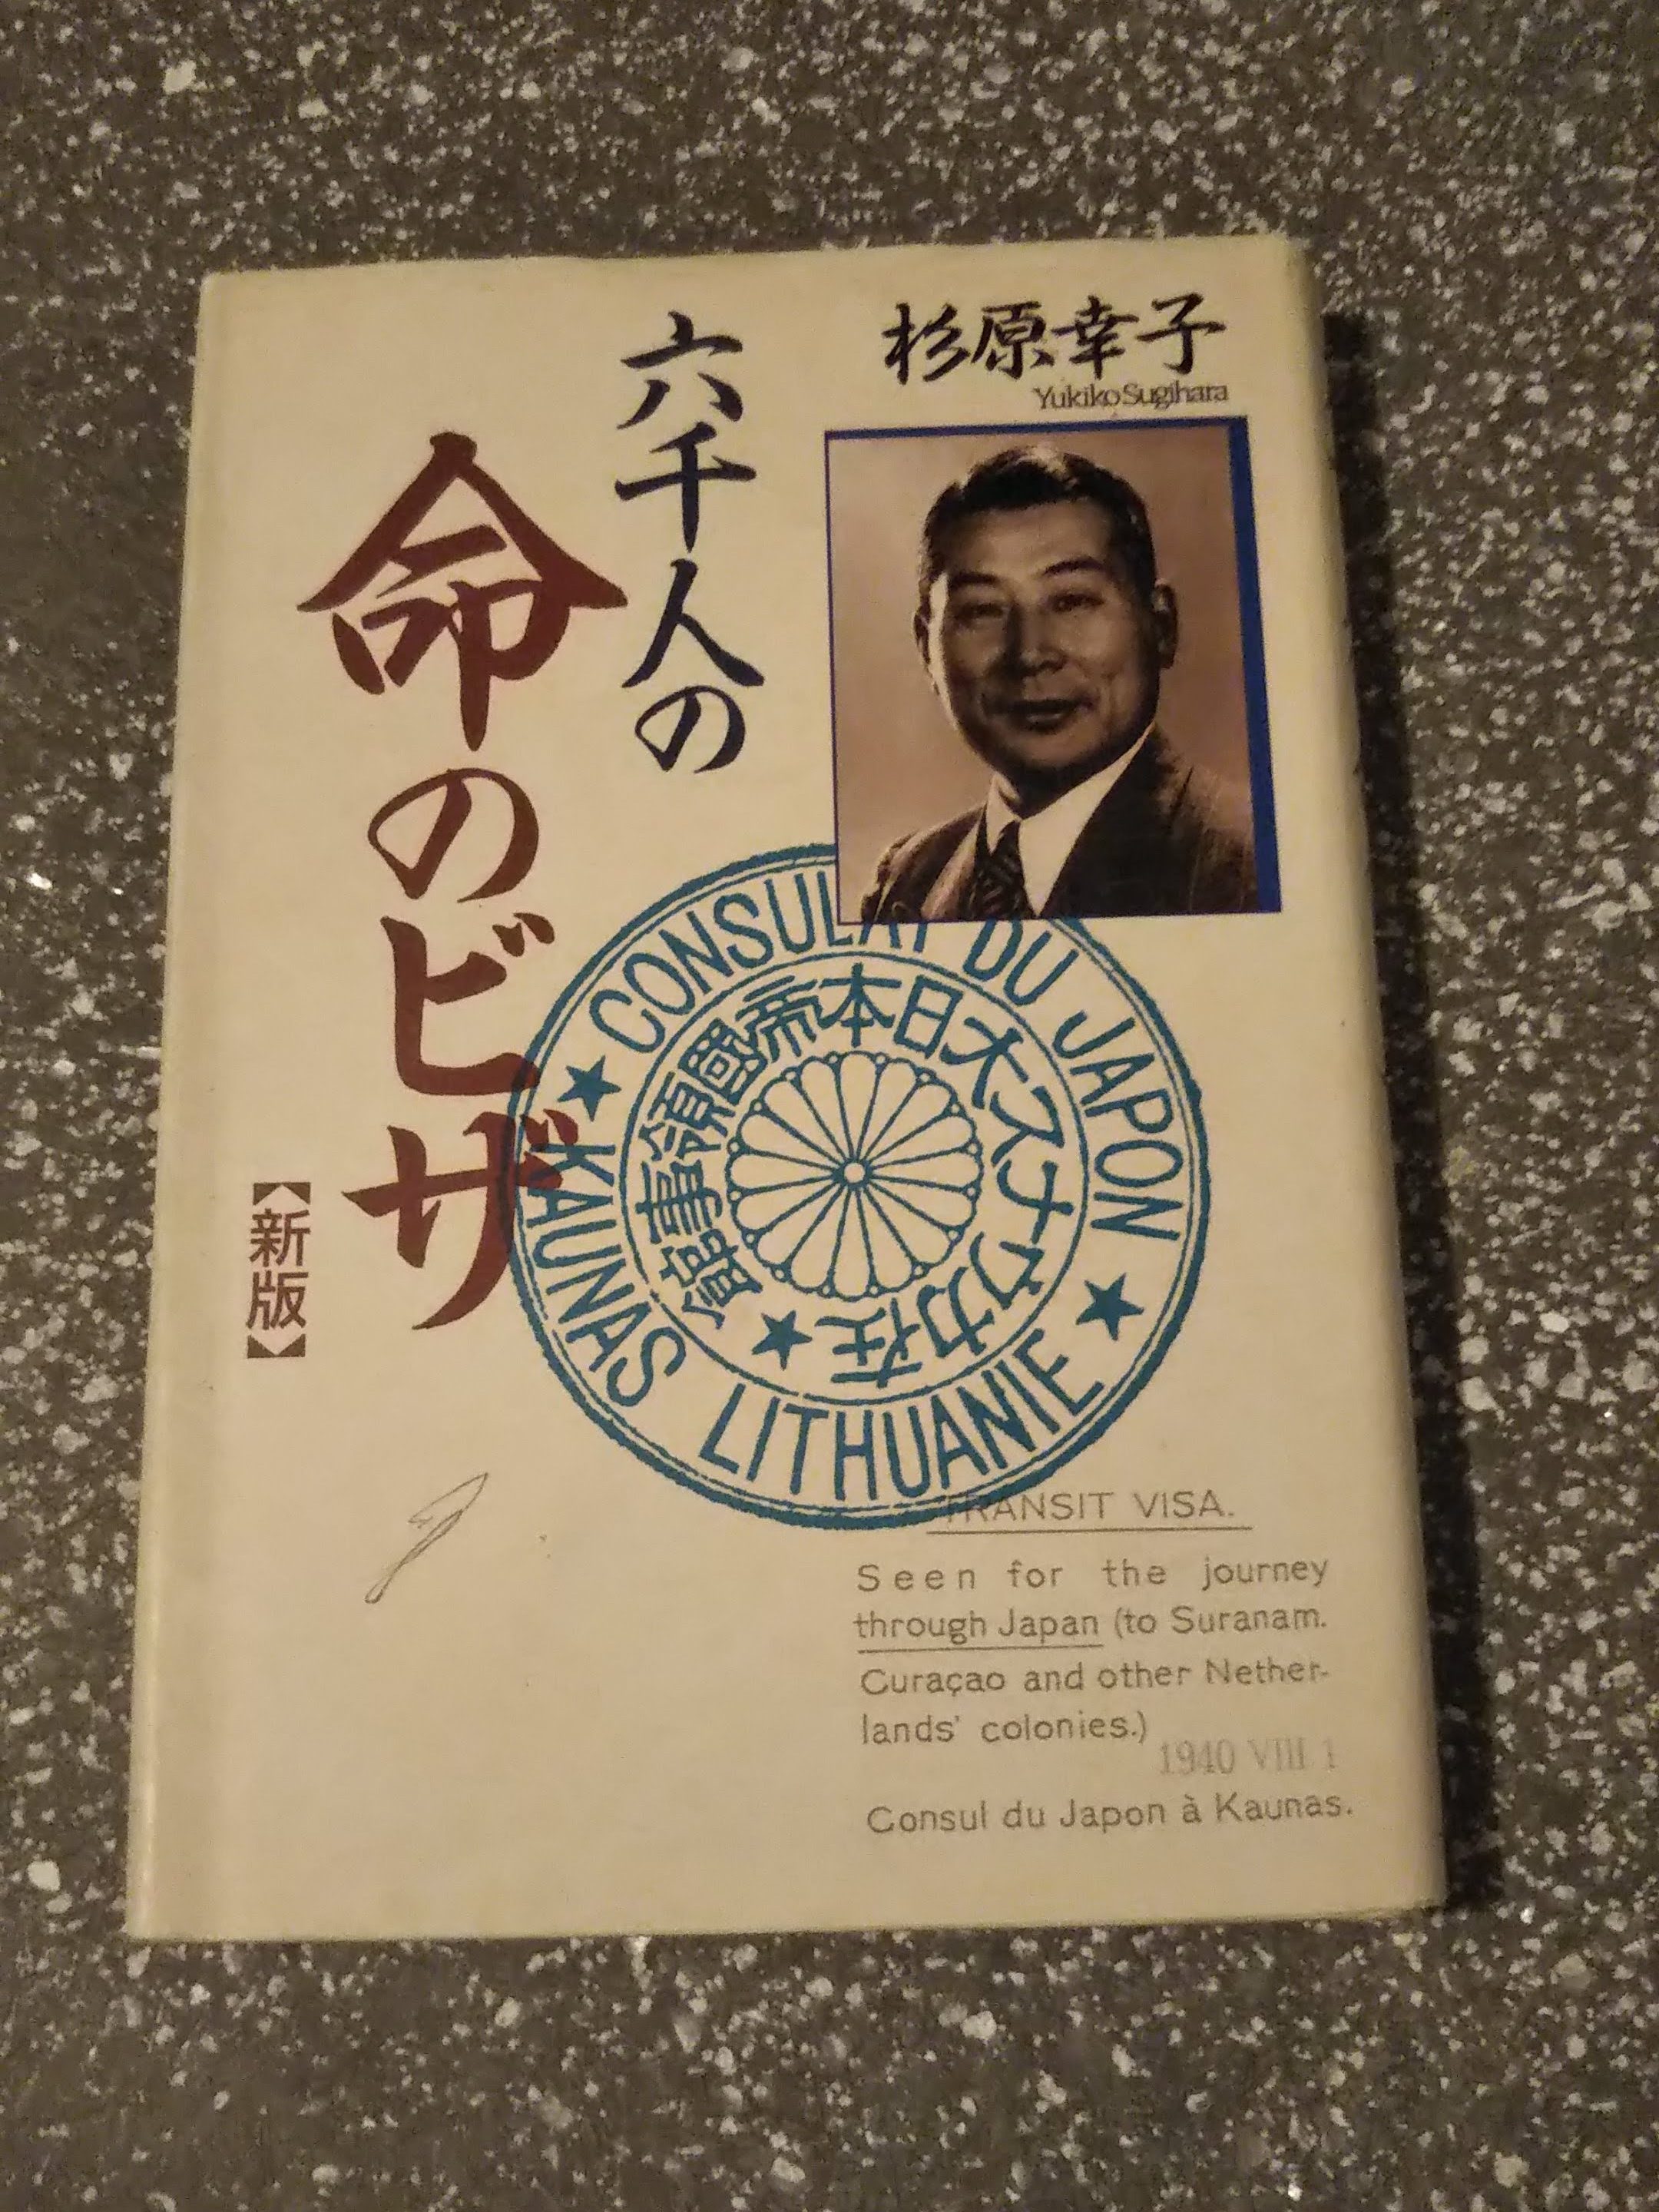 杉原幸子
Yukiko Sugihara
六千人の
命のビザ
【新版】
CONSULAT DU JAPON
★ KAUNAS LITHUANIE ★
在カウナス大日本帝國領事館 ★
TRANSIT VISA.
Seen for the journey
through Japan (to Suranam.
Curaçao and other Nether-
lands' colonies.)
1940 VIII 1
Consul du Japon à Kaunas.